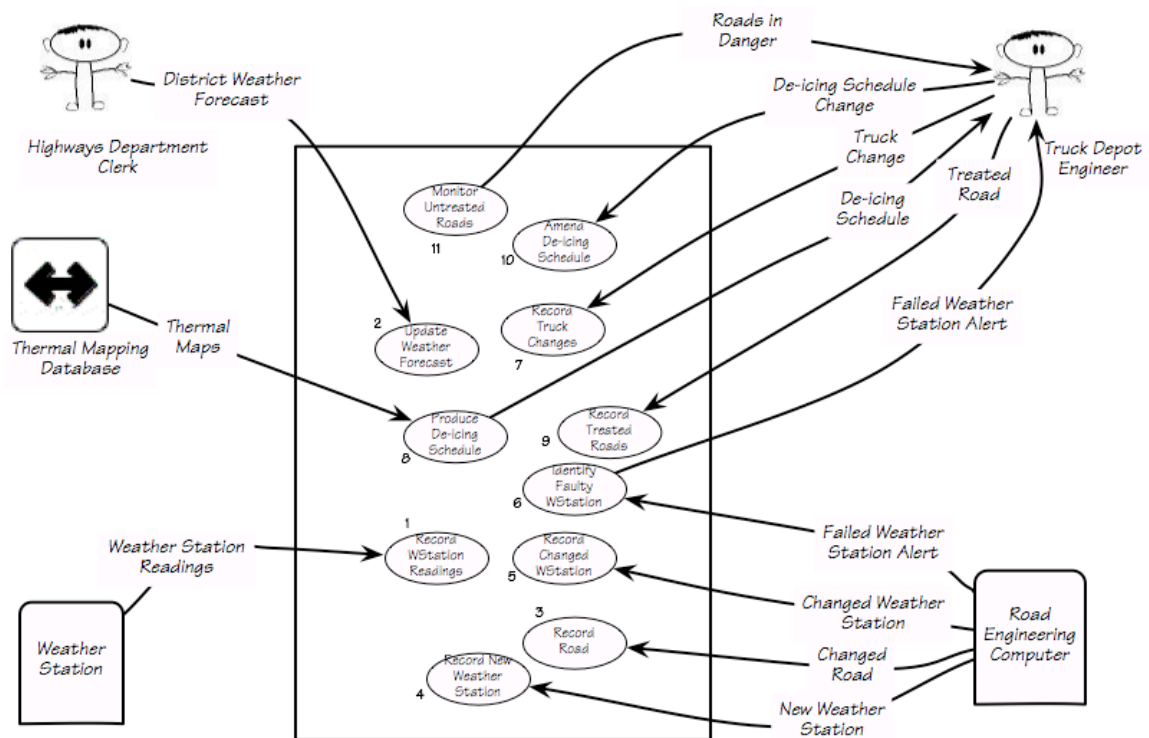 Roads in
Danger
District Weather
Forecast
De-icing Schedule
Change
Highways Department
Clerk
Truck
Change
Truck Depot
Engineer
Treated
Road
De-icing
Schedule
Monitor
Untreated
Roads
11
Amend
De-icing
Schedule
10
Thermal
Maps
Thermal Mapping
Database
2
Update
Weather
Forecast
Record
Truck
Changes
7
Failed Weather
Station Alert
Produce
De-icing
Schedule
8
Record
Treated
Roads
9
Identify
Faulty
WStation
6
Weather Station
Readings
1
Record
WStation
Readings
Record
Changed
WStation
5
Failed Weather
Station Alert
Changed Weather
Station
Weather
Station
3
Record
Road
Record New
Weather
Station
4
Changed
Road
New Weather
Station
Road
Engineering
Computer